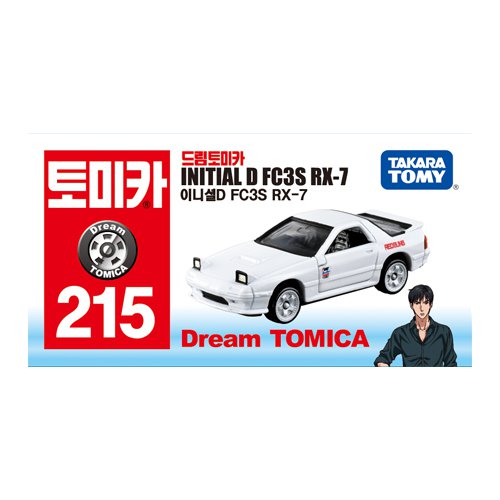 토미카®
Dream
TOMICA
215
드림토미카
INITIAL D FC3S RX-7
이니셜D FC3S RX-7
REDSUNS
Dream TOMICA
TAKARA
TOMY®